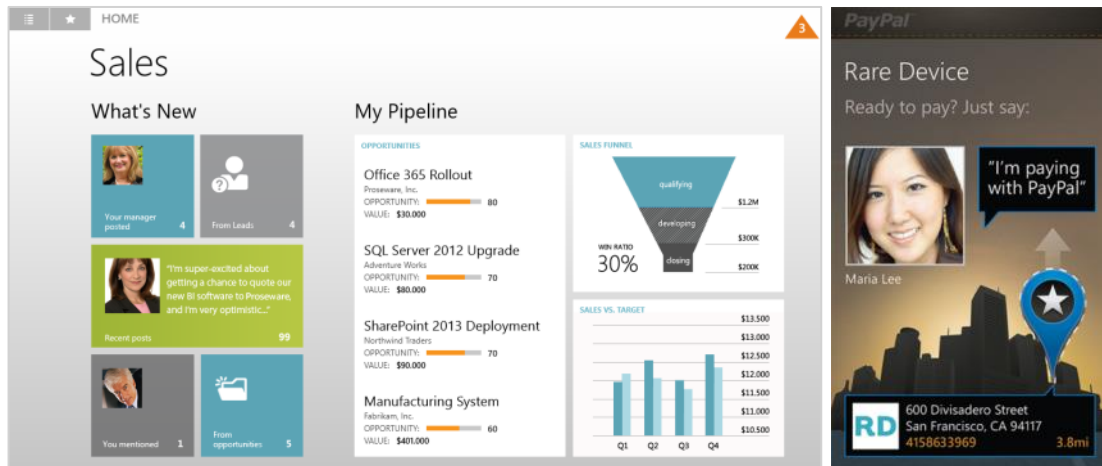 HOME
3
Sales
What's New
Your manager
posted 4
From Leads 4
"I'm super-excited about
getting a chance to quote our
new BI software to Proseware,
and I'm very optimistic..."
Recent posts 99
You mentioned 1
From
opportunities 5
My Pipeline
OPPORTUNITIES
Office 365 Rollout
Proseware, Inc.
OPPORTUNITY: 80
VALUE: $30.000
SQL Server 2012 Upgrade
Adventure Works
OPPORTUNITY: 70
VALUE: $80.000
SharePoint 2013 Deployment
Northwind Traders
OPPORTUNITY: 70
VALUE: $90.000
Manufacturing System
Fabrikam, Inc.
OPPORTUNITY: 60
VALUE: $401.000
SALES FUNNEL
qualifying
$1.2M
developing
$300K
WIN RATIO
30%
closing
$200K
SALES VS. TARGET
$13.500
$13.000
$12.500
$12.000
$11.500
$11.000
$10.500
Q1 Q2 Q3 Q4
PayPal
Rare Device
Ready to pay? Just say:
"I'm paying
with PayPal"
Maria Lee
RD
600 Divisadero Street
San Francisco, CA 94117
4158633969 3.8mi